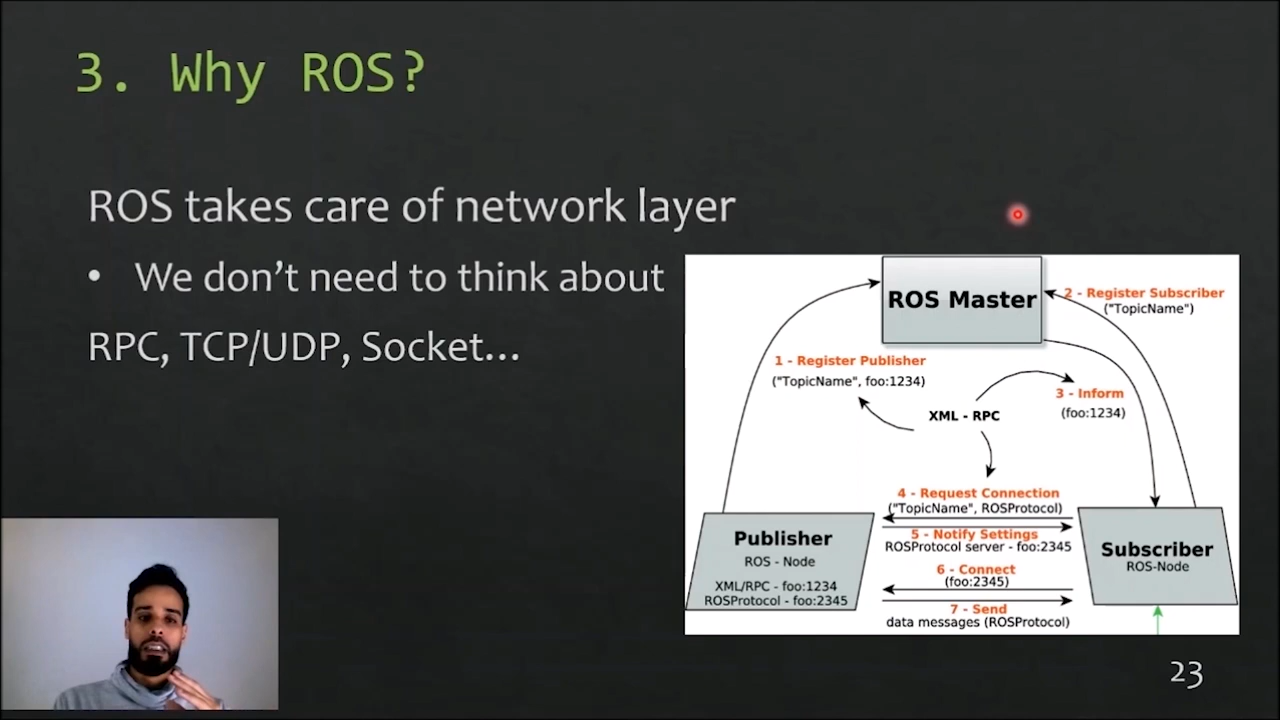 3. Why ROS?
ROS takes care of network layer
• We don’t need to think about
RPC, TCP/UDP, Socket...
ROS Master
2 - Register Subscriber
("TopicName")
1 - Register Publisher
("TopicName", foo:1234)
3 - Inform
(foo:1234)
XML - RPC
4 - Request Connection
("TopicName", ROSProtocol)
5 - Notify Settings
ROSProtocol server - foo:2345
6 - Connect
(foo:2345)
7 - Send
data messages (ROSProtocol)
Publisher
ROS - Node
XML/RPC - foo:1234
ROSProtocol - foo:2345
Subscriber
ROS-Node
23